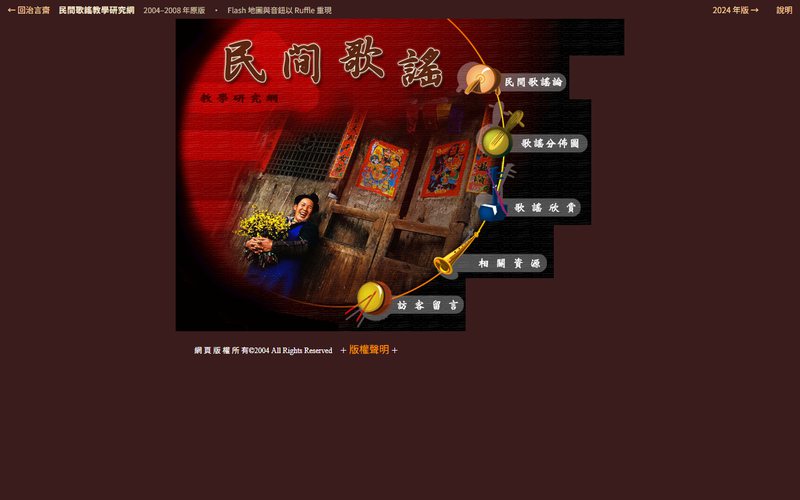 ← 回治言齋 民間歌謠教學研究網 2004–2008 年原版 · Flash 地圖與音鈕以 Ruffle 重現 2024 年版 → 說明
民間歌謠
教學研究網
民間歌謠論
歌謠分佈圖
歌謠欣賞
相關資源
訪客留言
網 頁 版 權 所 有©2004 All Rights Reserved + 版權聲明 +